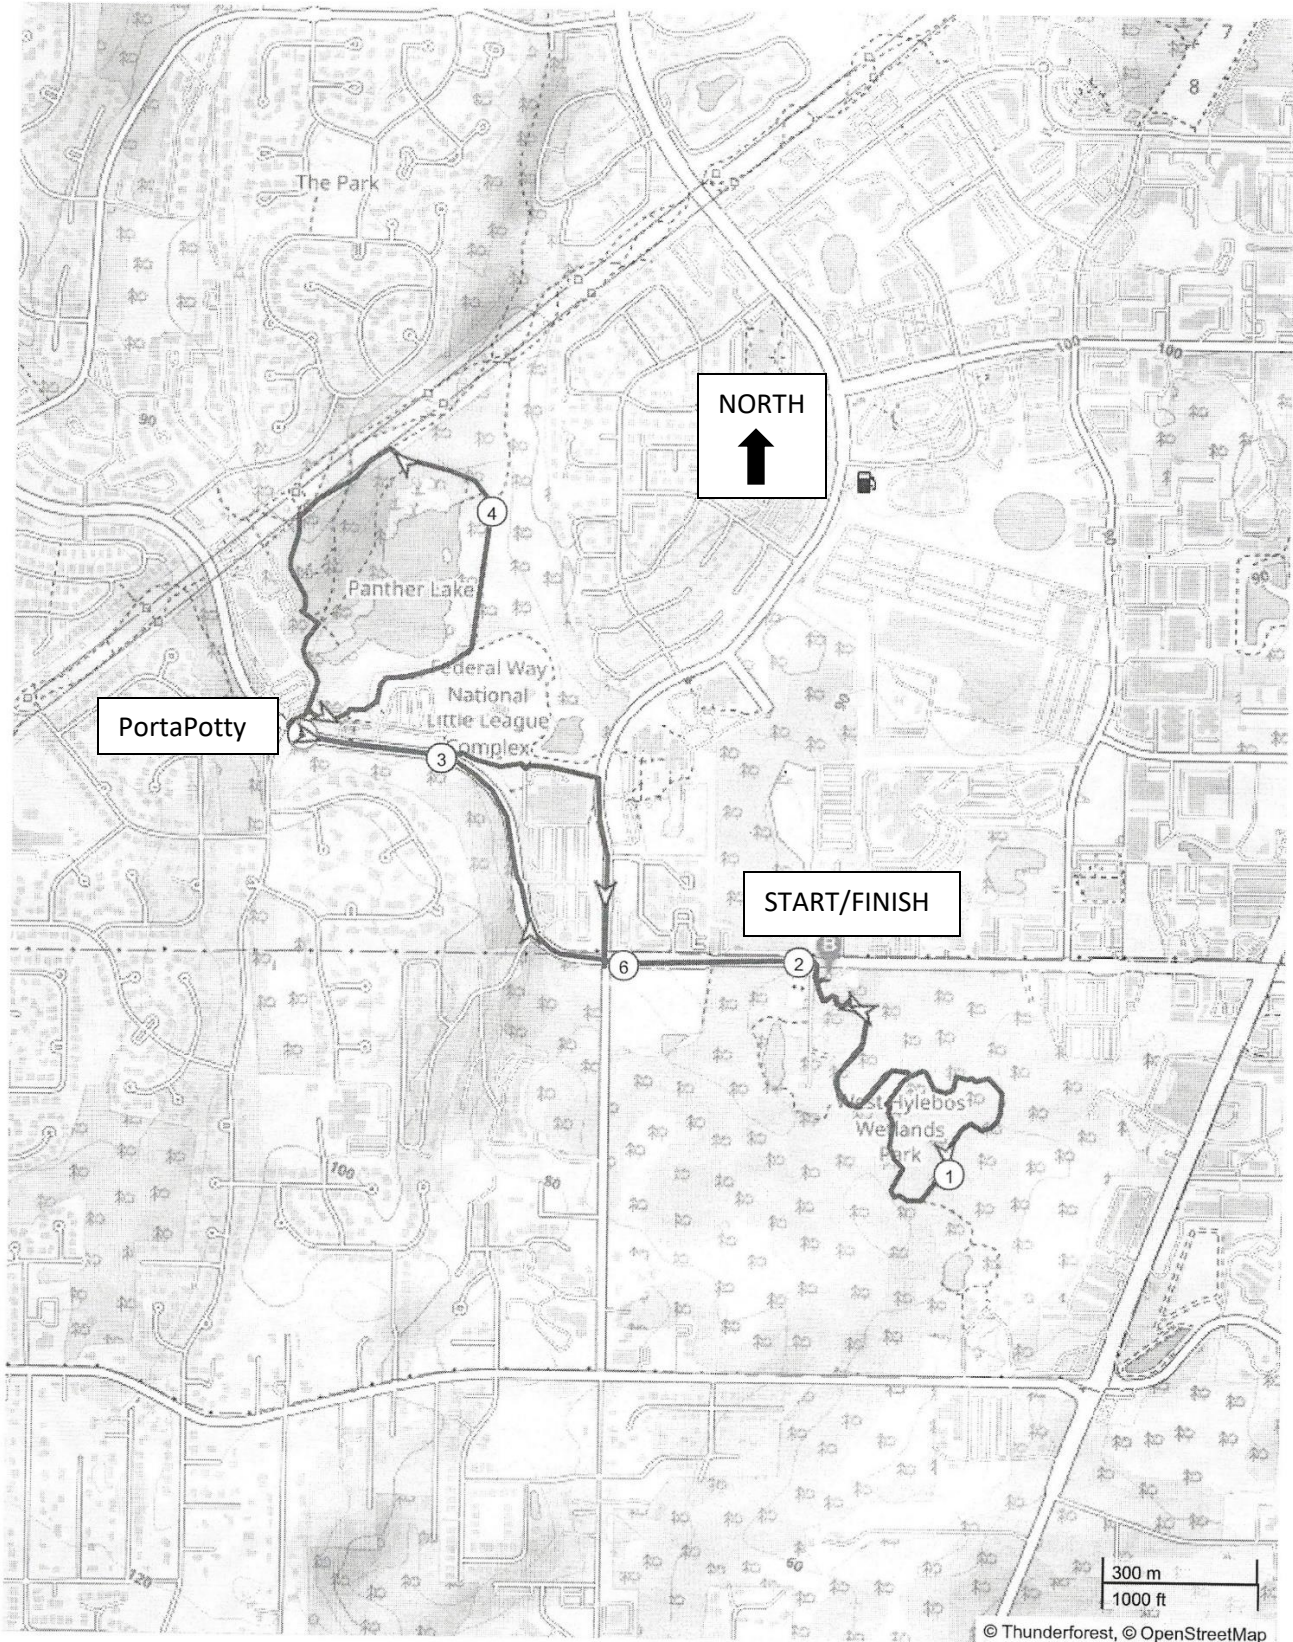 7
8
The Park
100
100
NORTH
90
4
80
90
Panther Lake
Federal Way
National
Little League
Complex
90
PortaPotty
3
START/FINISH
B
2
6
West Hylebos
Wetlands
Park
1
100
80
60
120
300 m
1000 ft
© Thunderforest, © OpenStreetMap